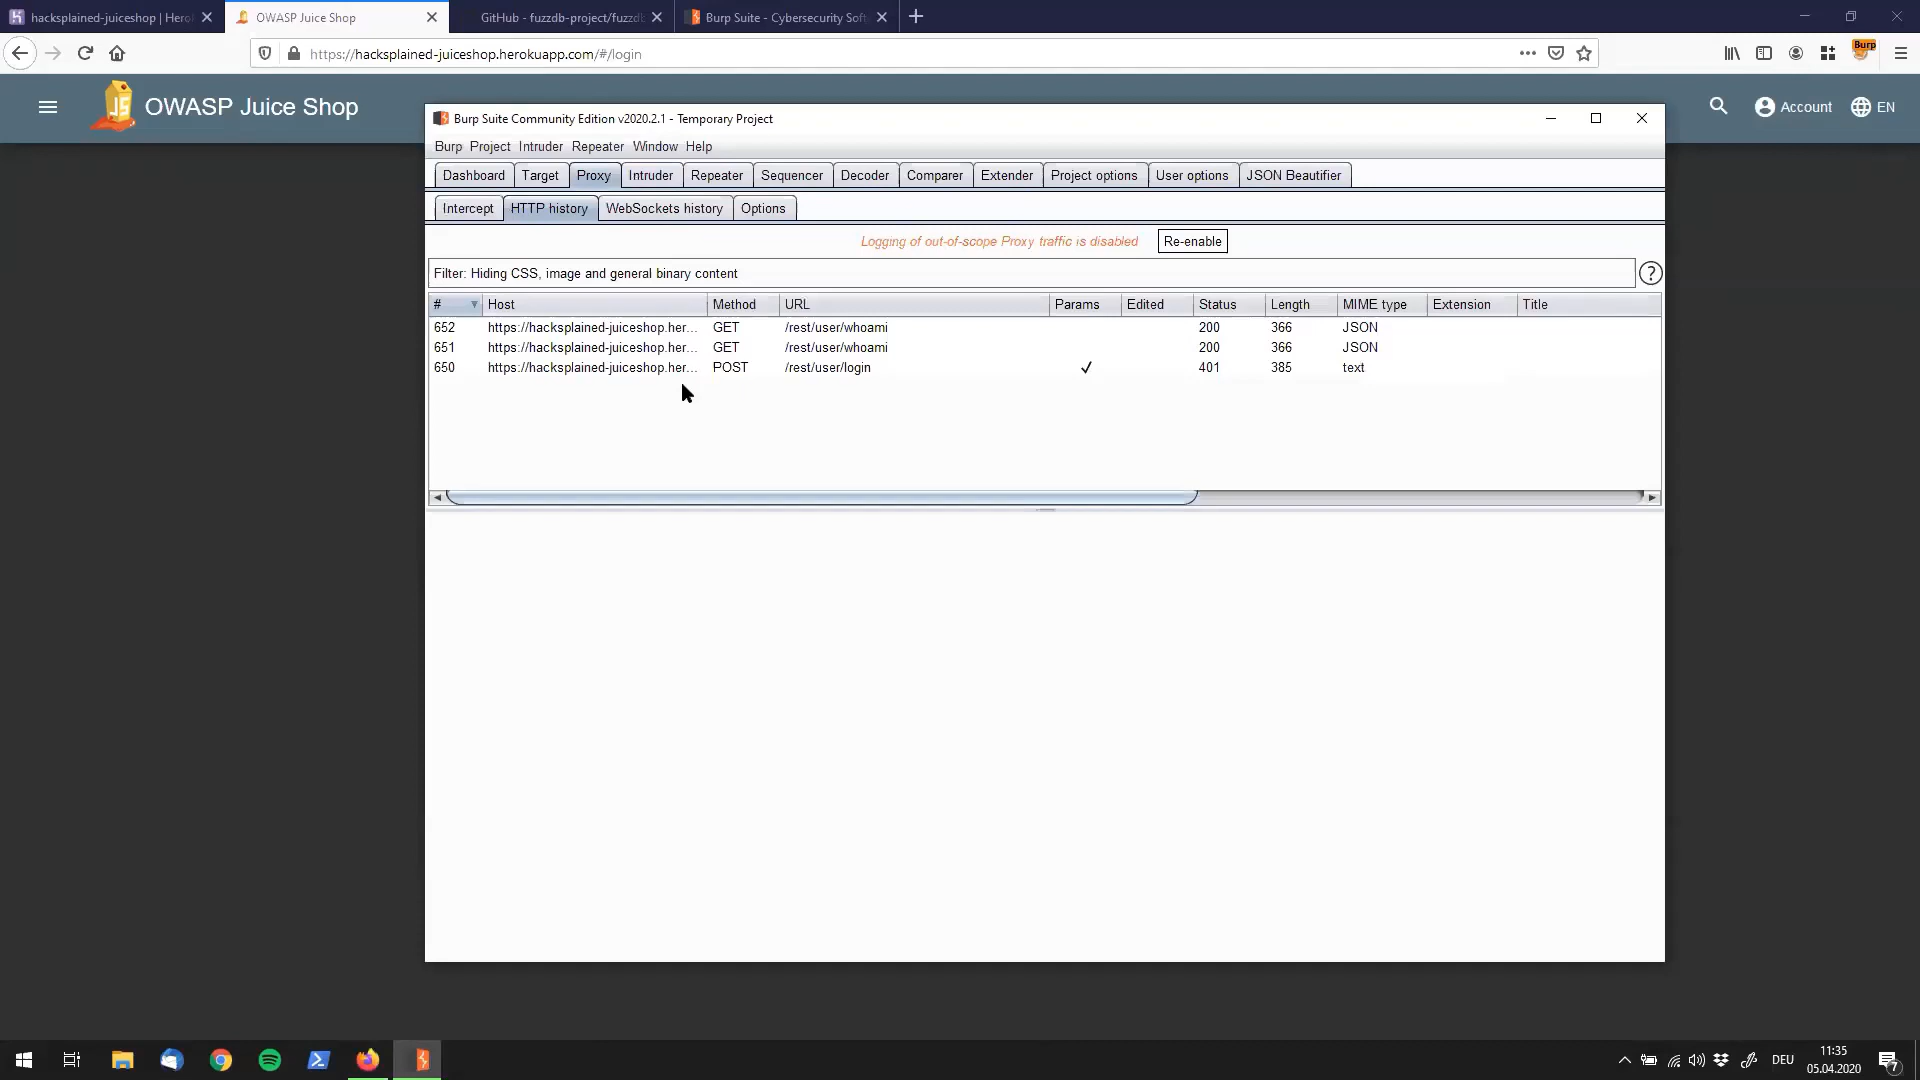 hacksplained-juiceshop | Hero
OWASP Juice Shop
GitHub - fuzzdb-project/fuzzdb
Burp Suite - Cybersecurity Soft
https://hacksplained-juiceshop.herokuapp.com/#/login
Burp
OWASP Juice Shop
Account
EN
Burp Suite Community Edition v2020.2.1 - Temporary Project
Burp Project Intruder Repeater Window Help
Dashboard Target Proxy Intruder Repeater Sequencer Decoder Comparer Extender Project options User options JSON Beautifier
Intercept HTTP history WebSockets history Options
Logging of out-of-scope Proxy traffic is disabled Re-enable
Filter: Hiding CSS, image and general binary content ?
# Host Method URL Params Edited Status Length MIME type Extension Title
652 https://hacksplained-juiceshop.her... GET /rest/user/whoami 200 366 JSON
651 https://hacksplained-juiceshop.her... GET /rest/user/whoami 200 366 JSON
650 https://hacksplained-juiceshop.her... POST /rest/user/login ✓ 401 385 text
DEU
11:35
05.04.2020
7